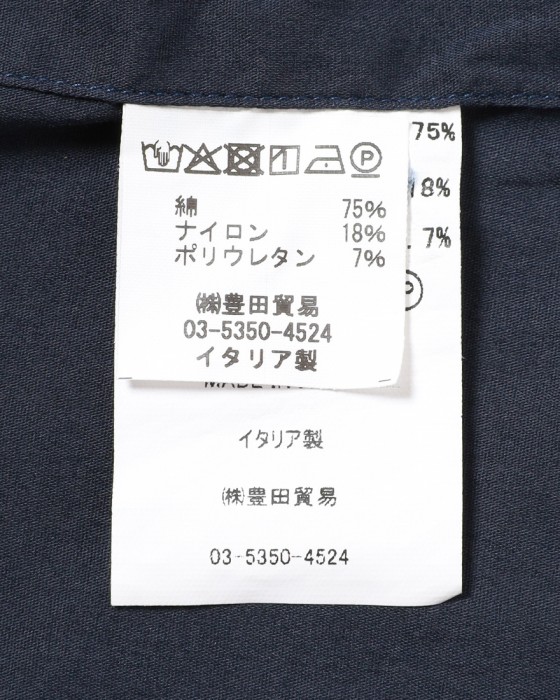 綿 75%
ナイロン 18%
ポリウレタン 7%
㈱豊田貿易
03-5350-4524
イタリア製
75%
18%
7%
P
イタリア製
㈱豊田貿易
03-5350-4524